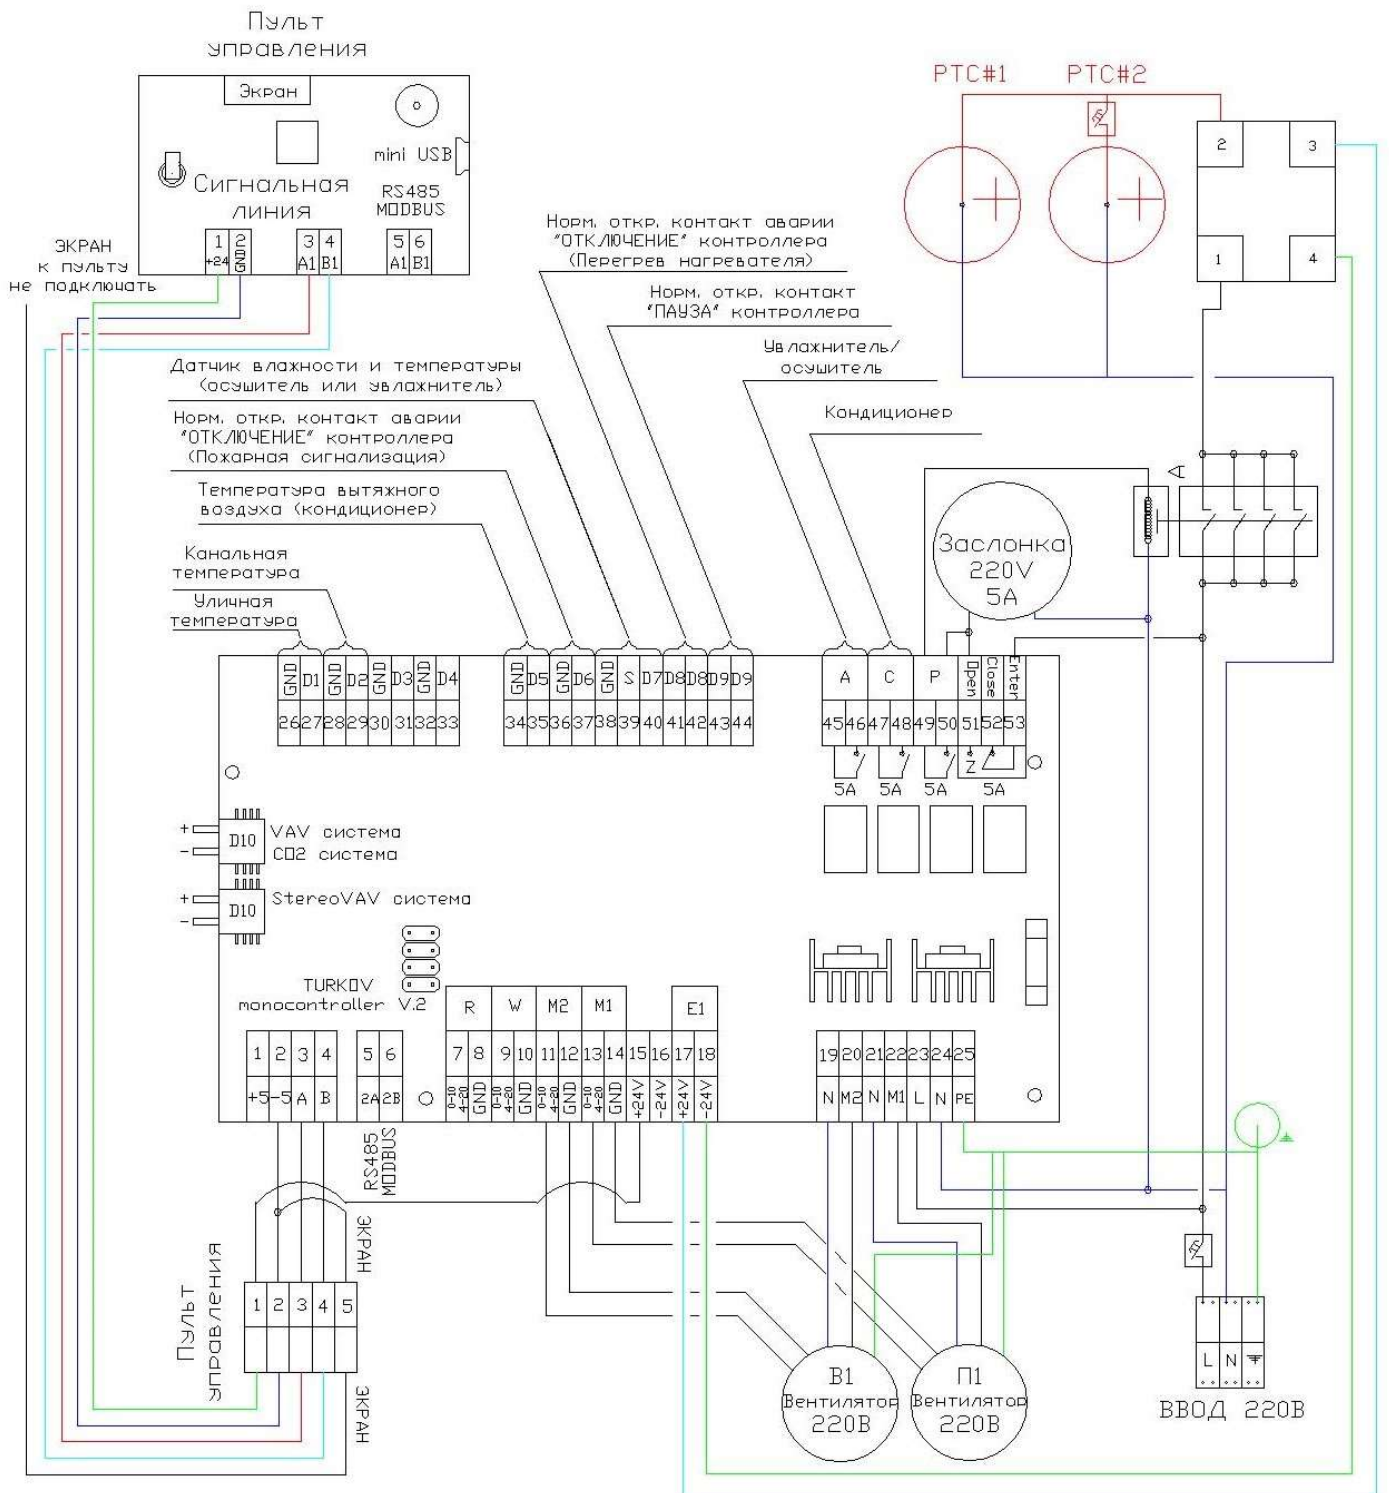 Пульт
управления
Экран
mini USB
Сигнальная
линия
RS485
MODBUS
1 2 3 4 5 6
+24 GND A1 B1 A1 B1
ЭКРАН
к пульту
не подключать
PTC#1 PTC#2
2 3
1 4
Норм. откр. контакт аварии
"ОТКЛЮЧЕНИЕ" контроллера
(Перегрев нагревателя)
Норм. откр. контакт
"ПАУЗА" контроллера
Увлажнитель/
осушитель
Кондиционер
Датчик влажности и температуры
(осушитель или увлажнитель)
Норм. откр. контакт аварии
"ОТКЛЮЧЕНИЕ" контроллера
(Пожарная сигнализация)
Температура вытяжного
воздуха (кондиционер)
Канальная
температура
Уличная
температура
A
Заслонка
220V
5A
GND D1 GND D2 GND D3 GND D4
26 27 28 29 30 31 32 33
GND D5 GND D6 GND S D7 D8 D8 D9 D9
34 35 36 37 38 39 40 41 42 43 44
A C P Open Close Enter
45 46 47 48 49 50 51 52 53
Z
5A 5A 5A 5A
+
-
D10
VAV система
CO2 система
+
-
D10
StereoVAV система
TURKOV
monocontroller V.2
R W M2 M1 E1
1 2 3 4 5 6 7 8 9 10 11 12 13 14 15 16 17 18
+5 -5 A B 2A 2B 0-10 4-20 GND 0-10 4-20 GND 0-10 4-20 GND 0-10 4-20 GND +24V -24V +24V -24V
19 20 21 22 23 24 25
N M2 N M1 L N PE
RS485
MODBUS
ЭКРАН
Пульт
управления
1 2 3 4 5
ЭКРАН
В1
Вентилятор
220В
П1
Вентилятор
220В
L N
ВВОД 220В